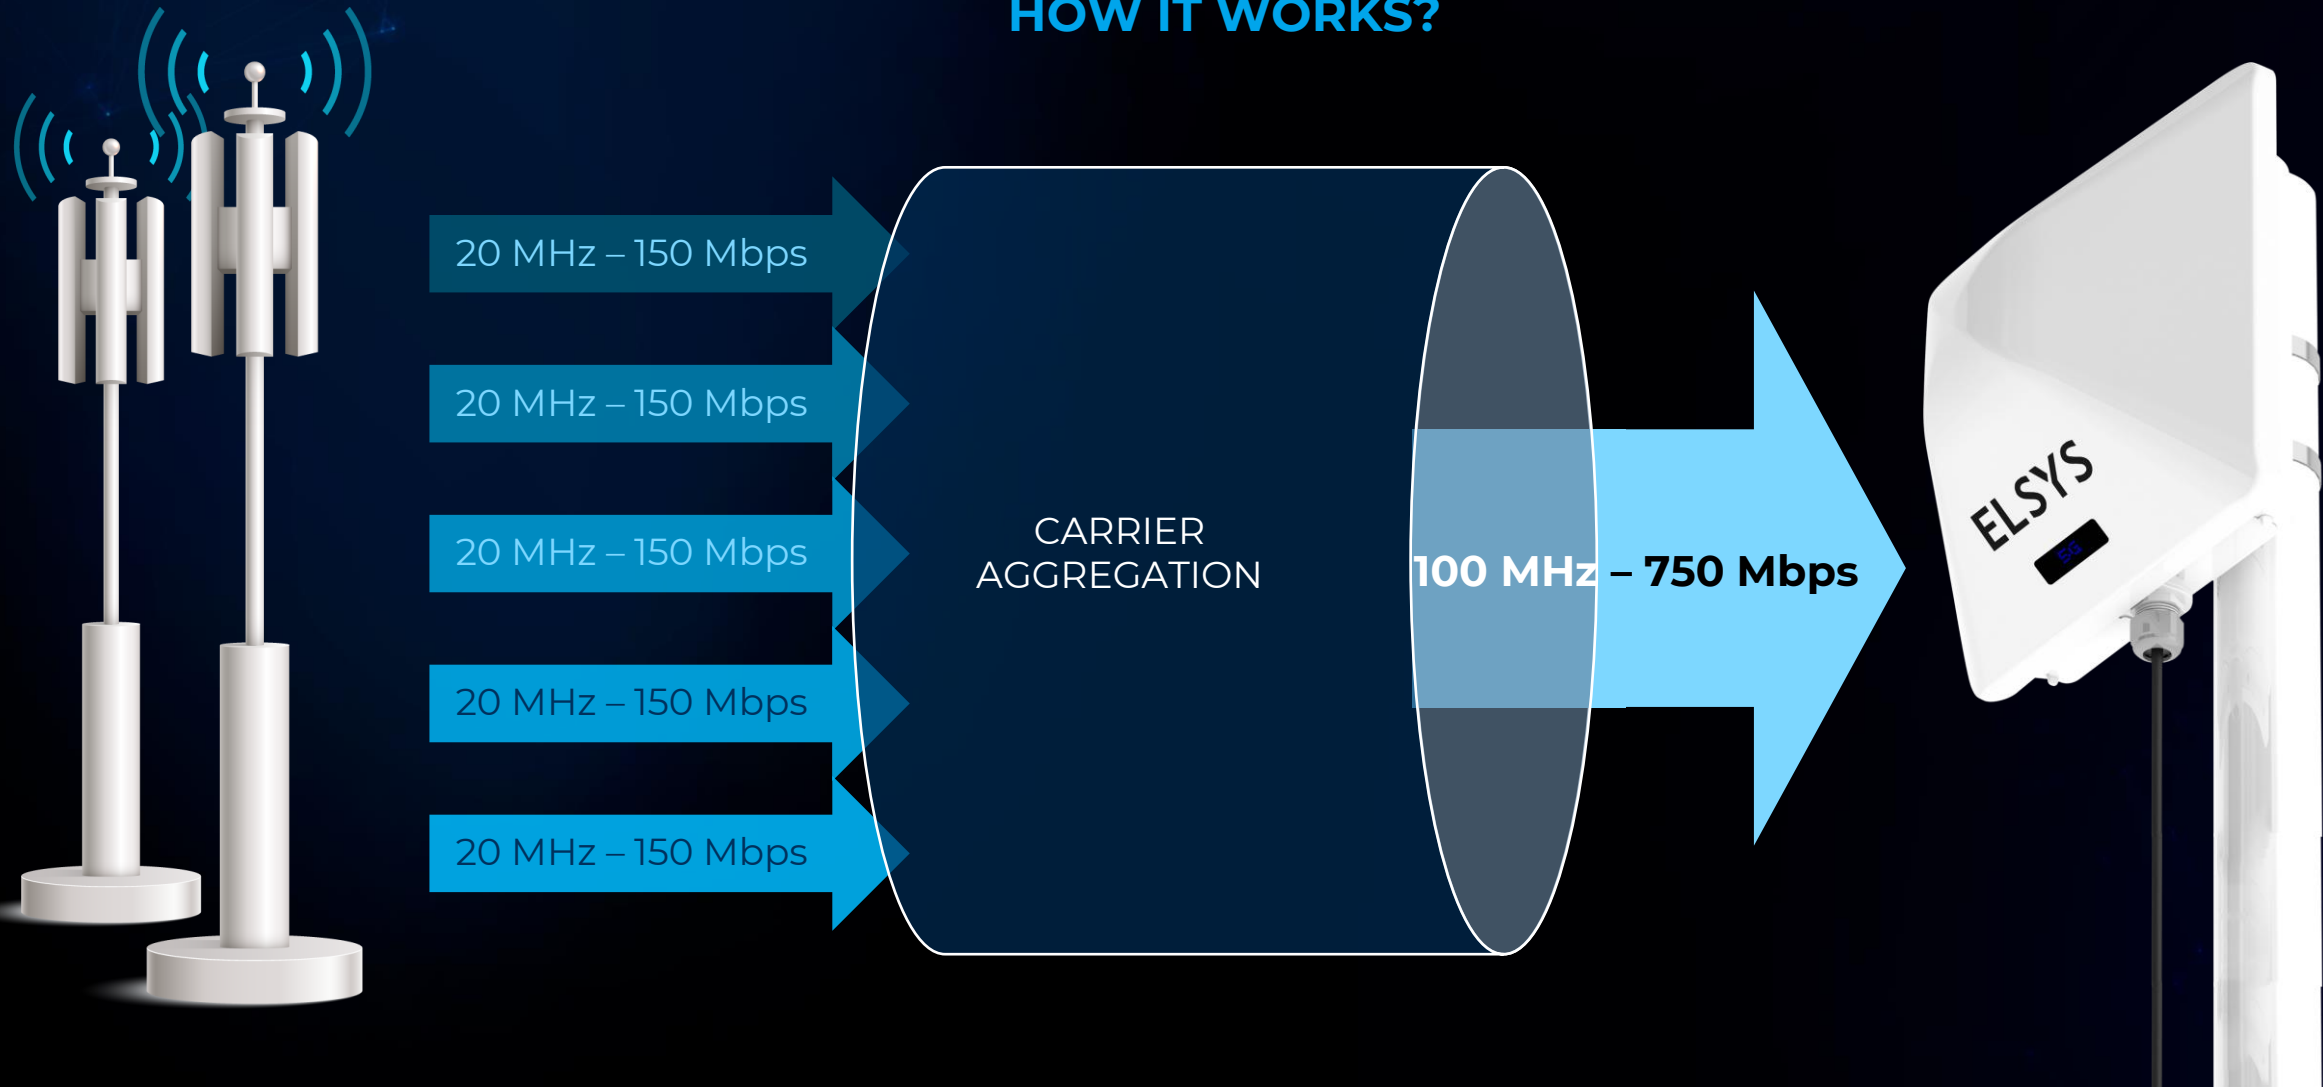 HOW IT WORKS?
20 MHz – 150 Mbps
20 MHz – 150 Mbps
20 MHz – 150 Mbps
20 MHz – 150 Mbps
20 MHz – 150 Mbps
CARRIER
AGGREGATION
100 MHz – 750 Mbps
ELSYS
5G